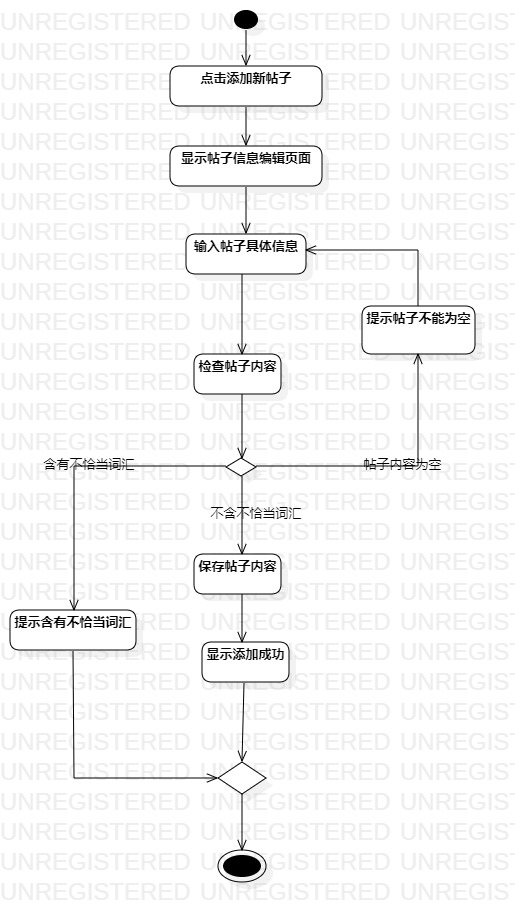 点击添加新帖子
显示帖子信息编辑页面
输入帖子具体信息
提示帖子不能为空
检查帖子内容
含有不恰当词汇
帖子内容为空
不含不恰当词汇
保存帖子内容
提示含有不恰当词汇
显示添加成功
UNREGISTERED